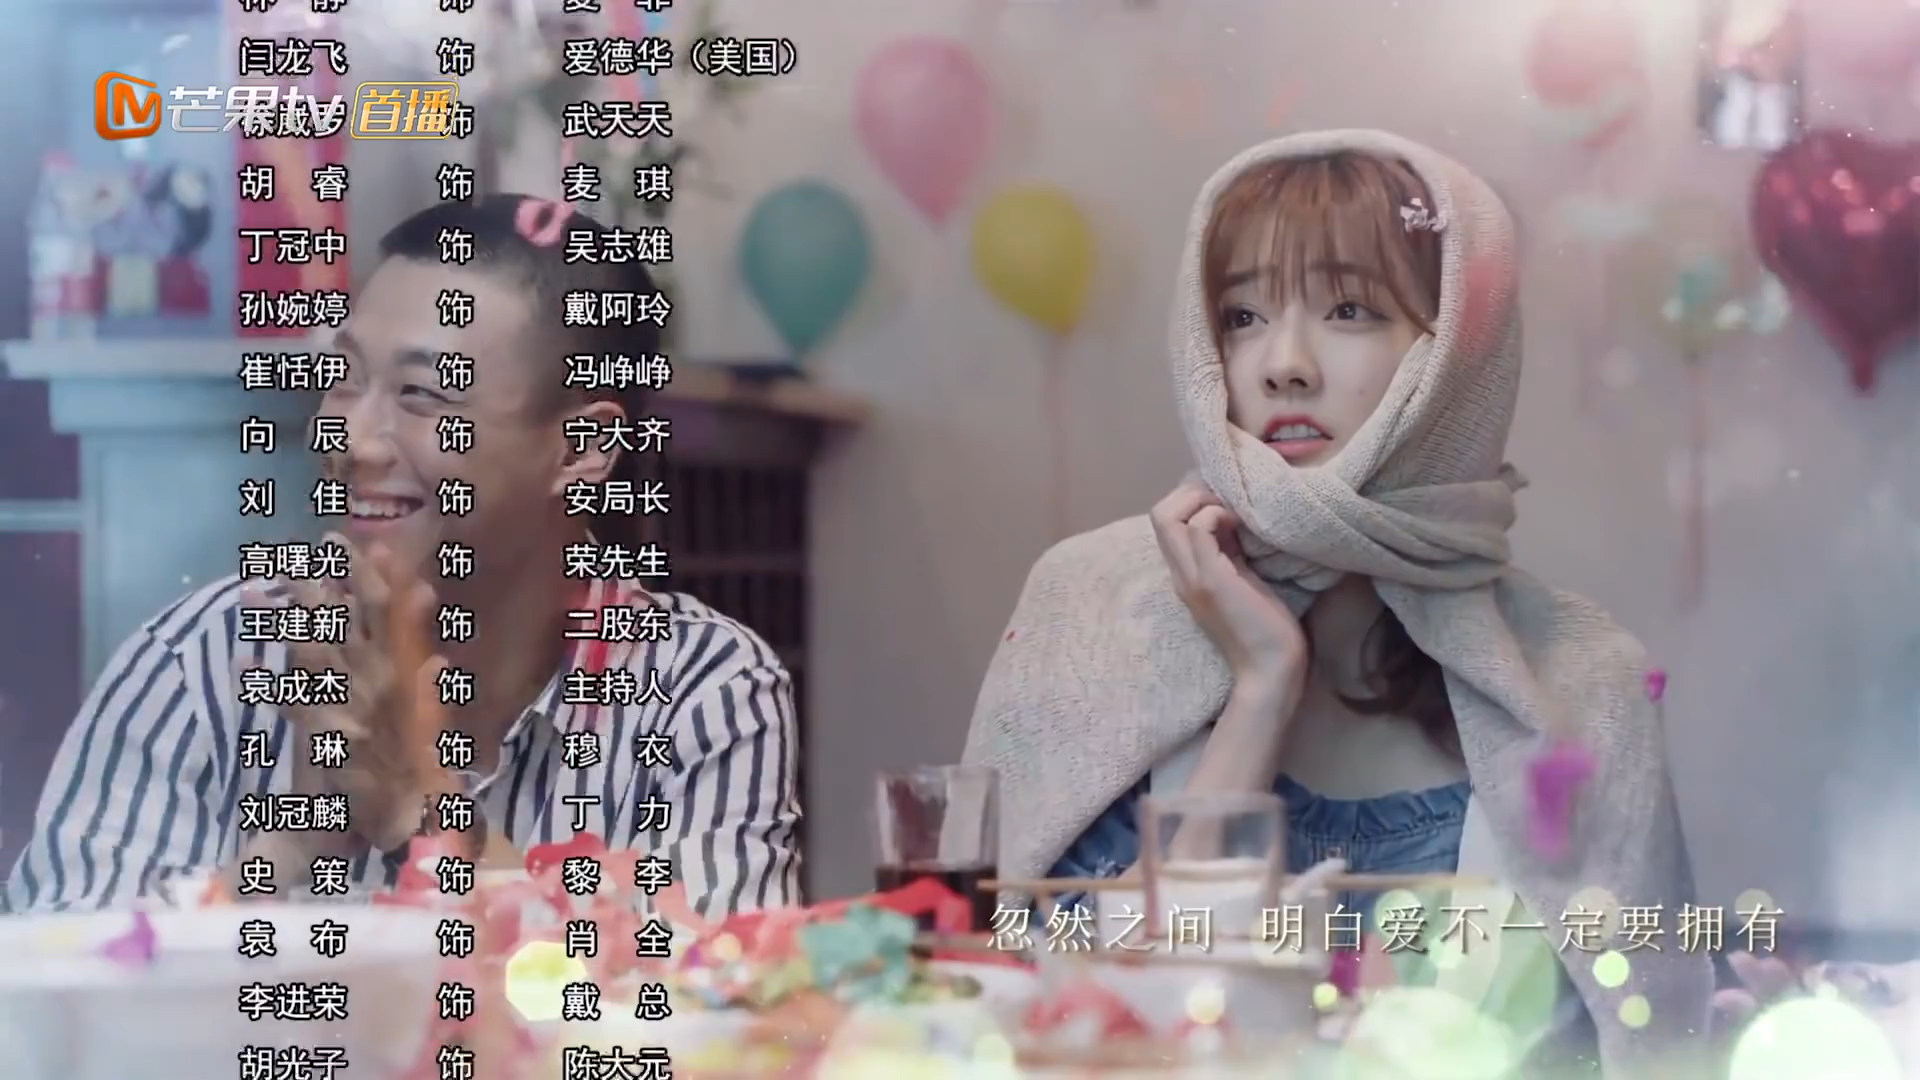 闫龙飞 饰 爱德华（美国）
芒果tv 首播
饰 武天天
胡 睿 饰 麦 琪
丁冠中 饰 吴志雄
孙婉婷 饰 戴阿玲
崔恬伊 饰 冯峥峥
向 辰 饰 宁大齐
刘 佳 饰 安局长
高曙光 饰 荣先生
王建新 饰 二股东
袁成杰 饰 主持人
孔 琳 饰 穆 衣
刘冠麟 饰 丁 力
史 策 饰 黎 李
袁 布 饰 肖 全
忽然之间 明白爱不一定要拥有
李进荣 饰 戴 总
胡光子 饰 陈大元